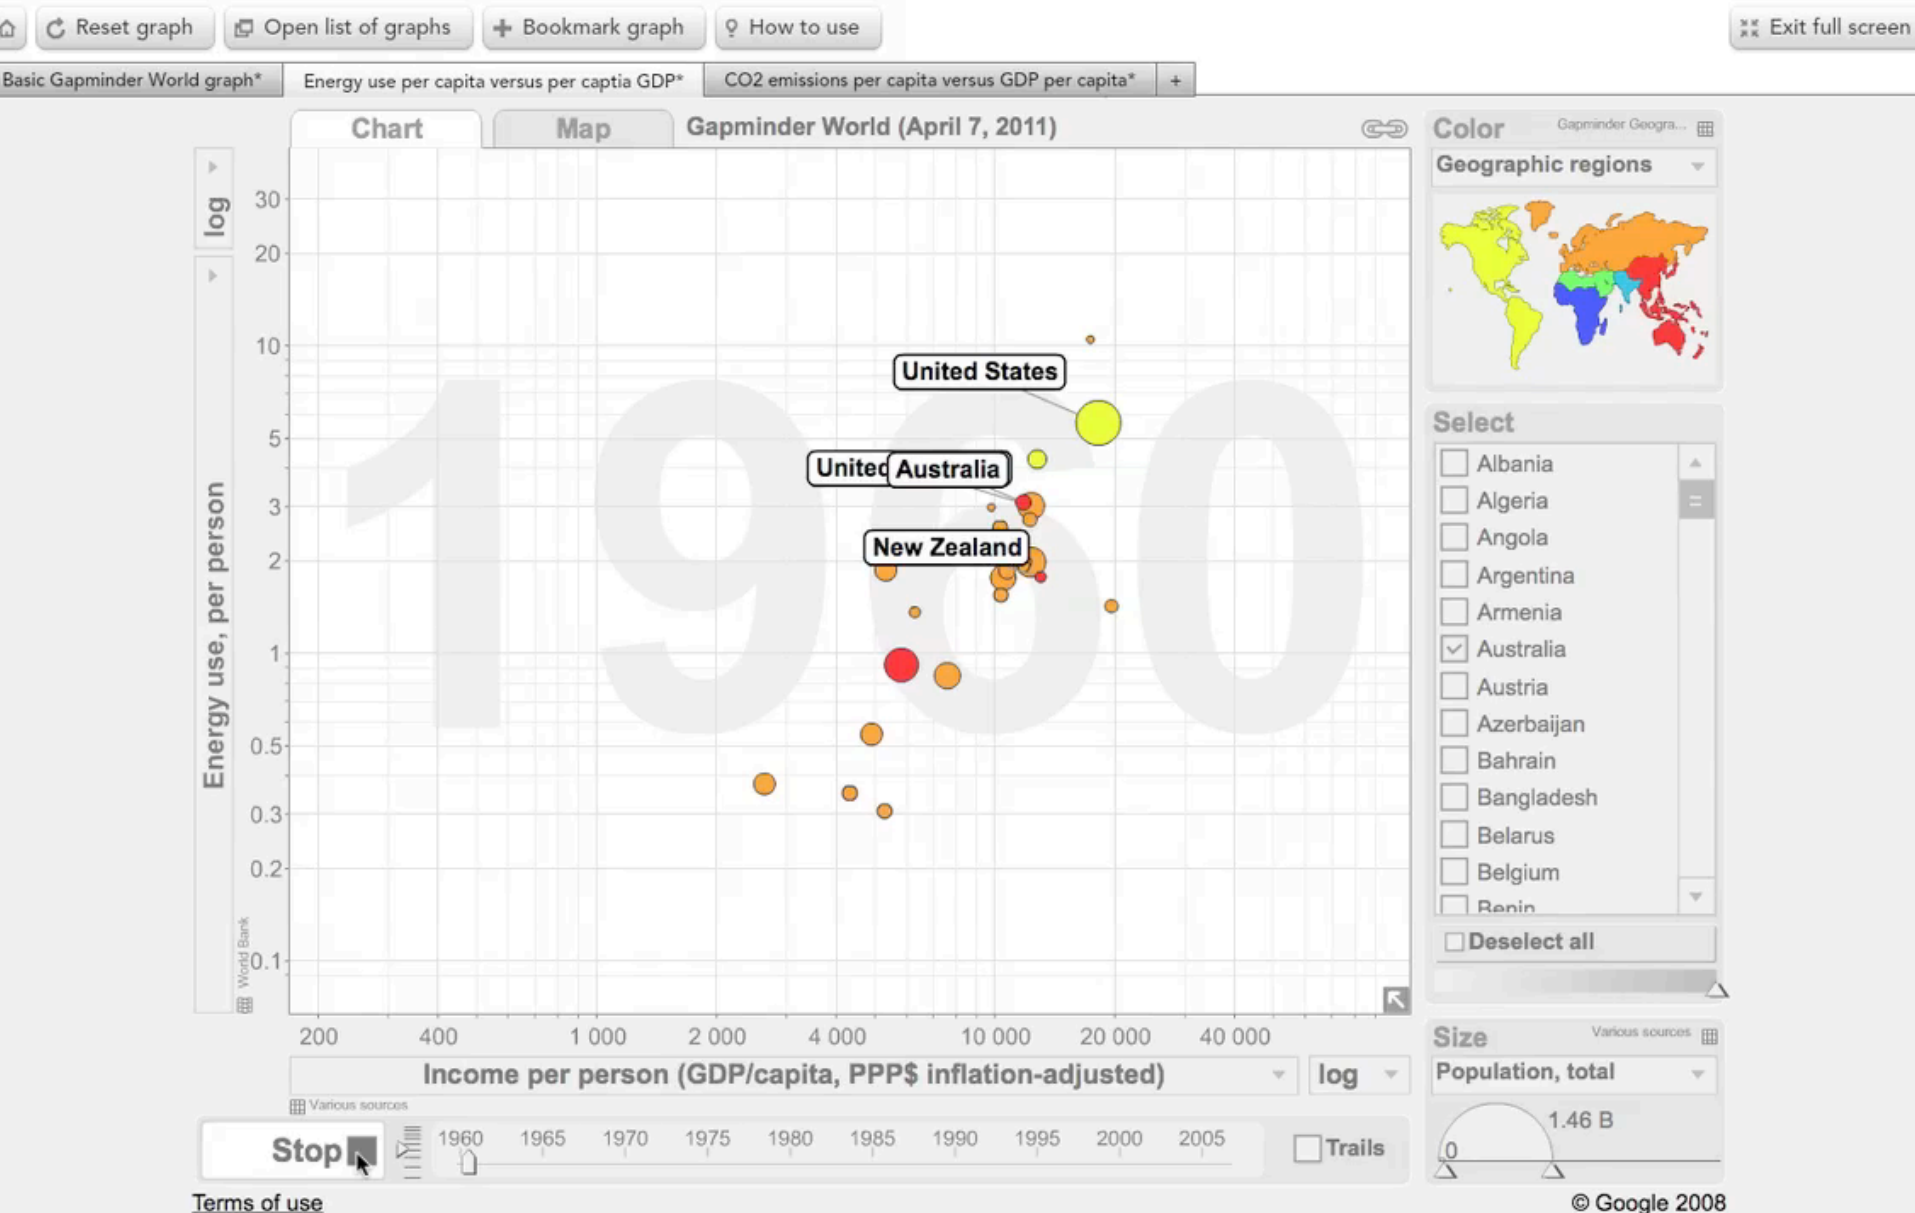 Reset graph
Open list of graphs
Bookmark graph
How to use
Exit full screen
Basic Gapminder World graph*
Energy use per capita versus per captia GDP*
CO2 emissions per capita versus GDP per capita*
+
Chart
Map
Gapminder World (April 7, 2011)
log
Energy use, per person
World Bank
30
20
10
5
3
2
1
0.5
0.3
0.2
0.1
1960
United States
United
Australia
New Zealand
200
400
1 000
2 000
4 000
10 000
20 000
40 000
Income per person (GDP/capita, PPP$ inflation-adjusted)
log
Various sources
Stop
1960
1965
1970
1975
1980
1985
1990
1995
2000
2005
Trails
Color
Gapminder Geogra...
Geographic regions
Select
Albania
Algeria
Angola
Argentina
Armenia
Australia
Austria
Azerbaijan
Bahrain
Bangladesh
Belarus
Belgium
Benin
Deselect all
Size
Various sources
Population, total
1.46 B
0
Terms of use
© Google 2008